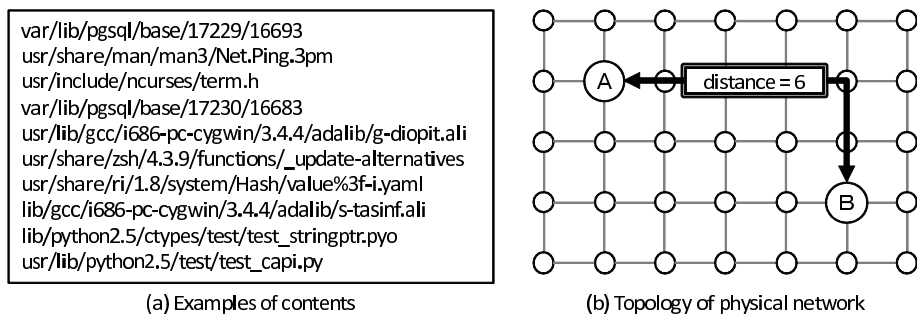 var/lib/pgsql/base/17229/16693
usr/share/man/man3/Net.Ping.3pm
usr/include/ncurses/term.h
var/lib/pgsql/base/17230/16683
usr/lib/gcc/i686-pc-cygwin/3.4.4/adalib/g-diopit.ali
usr/share/zsh/4.3.9/functions/_update-alternatives
usr/share/ri/1.8/system/Hash/value%3f-i.yaml
lib/gcc/i686-pc-cygwin/3.4.4/adalib/s-tasinf.ali
lib/python2.5/ctypes/test/test_stringptr.pyo
usr/lib/python2.5/test/test_capi.py
(a) Examples of contents
A
distance = 6
B
(b) Topology of physical network